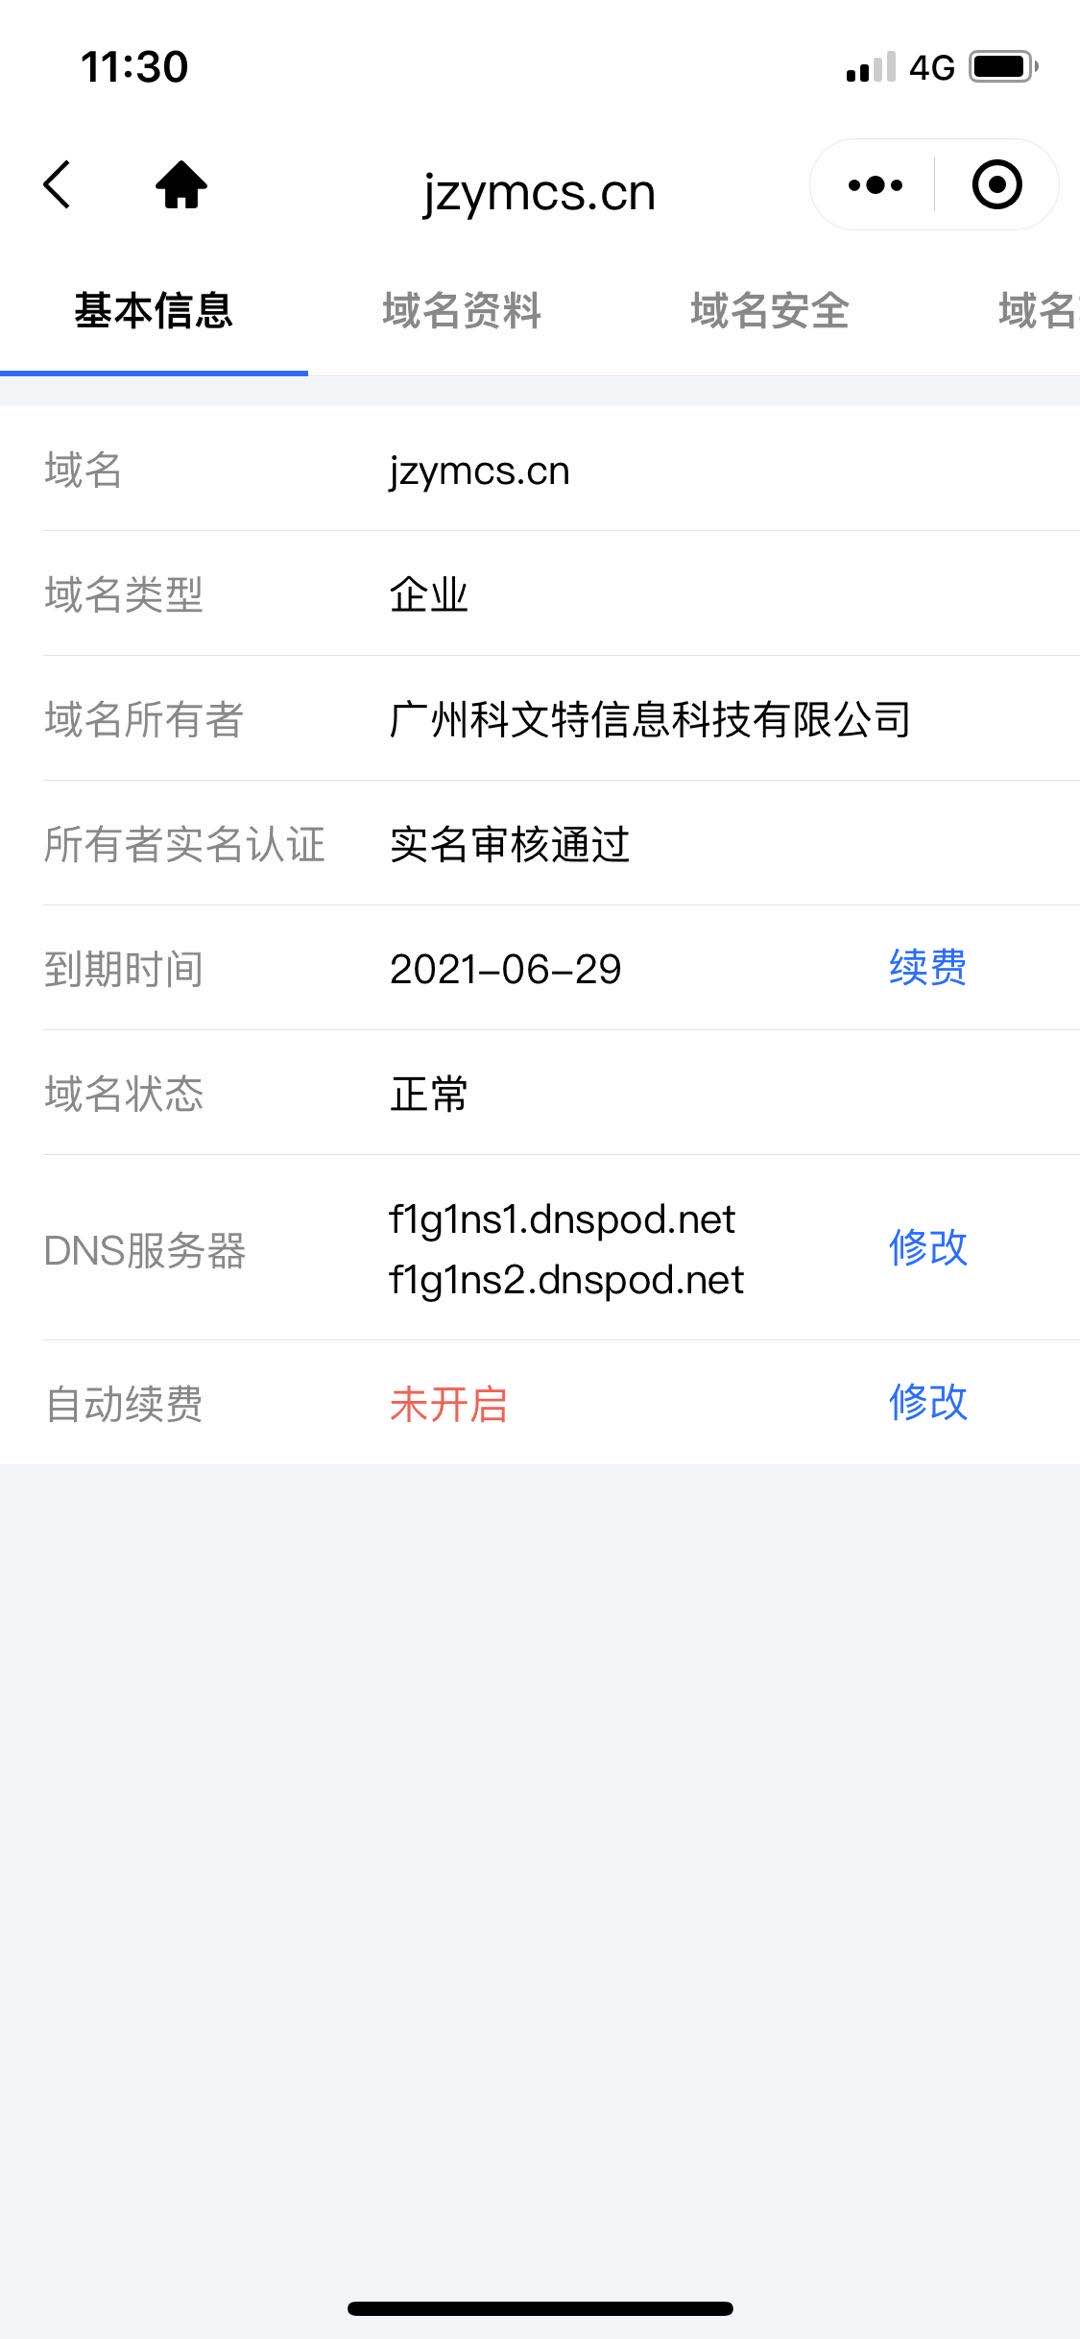 11:30
4G
jzymcs.cn
基本信息
域名资料
域名安全
域名
域名
jzymcs.cn
域名类型
企业
域名所有者
广州科文特信息科技有限公司
所有者实名认证
实名审核通过
到期时间
2021-06-29
续费
域名状态
正常
DNS服务器
f1g1ns1.dnspod.net
f1g1ns2.dnspod.net
修改
自动续费
未开启
修改